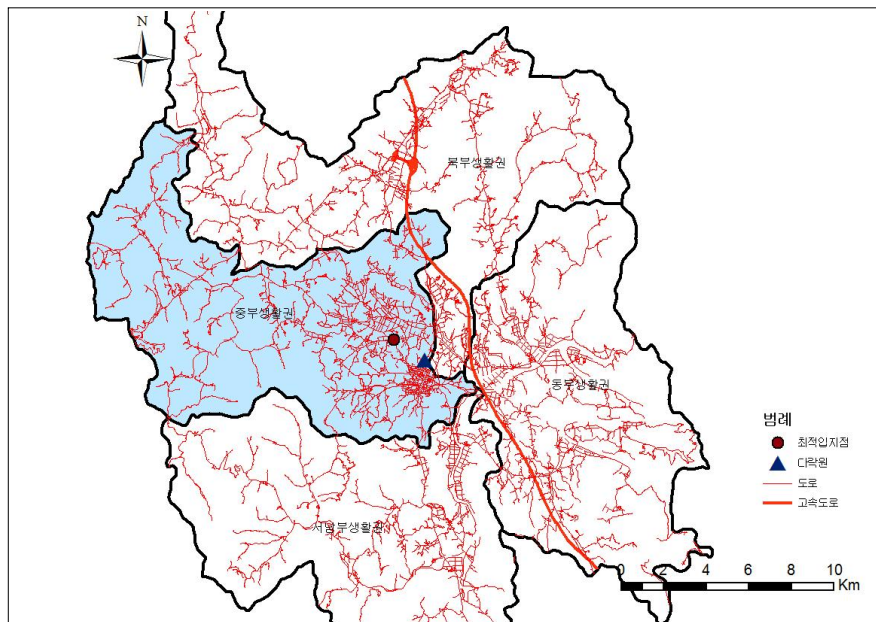 N
북부생활권
중부생활권
동부생활권
서남부생활권
범례
최적입지점
다락원
도로
고속도로
0 2 4 6 8 10
Km